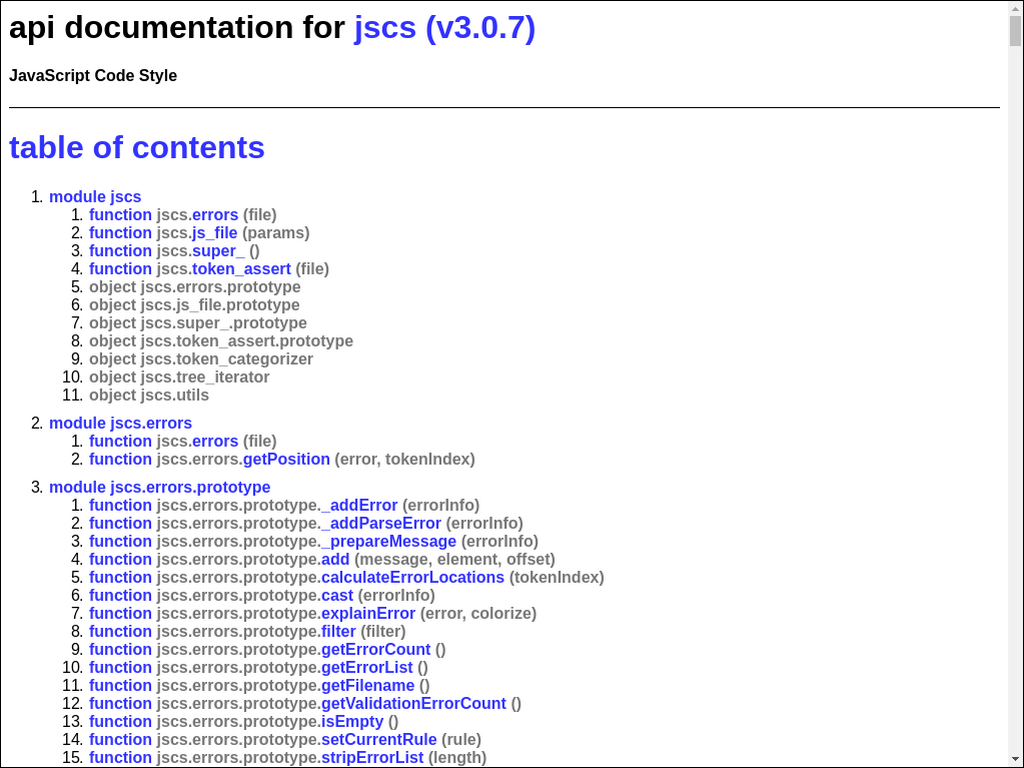 api documentation for jscs (v3.0.7)
JavaScript Code Style
table of contents
1. module jscs
1. function jscs.errors (file)
2. function jscs.js_file (params)
3. function jscs.super_ ()
4. function jscs.token_assert (file)
5. object jscs.errors.prototype
6. object jscs.js_file.prototype
7. object jscs.super_.prototype
8. object jscs.token_assert.prototype
9. object jscs.token_categorizer
10. object jscs.tree_iterator
11. object jscs.utils
2. module jscs.errors
1. function jscs.errors (file)
2. function jscs.errors.getPosition (error, tokenIndex)
3. module jscs.errors.prototype
1. function jscs.errors.prototype._addError (errorInfo)
2. function jscs.errors.prototype._addParseError (errorInfo)
3. function jscs.errors.prototype._prepareMessage (errorInfo)
4. function jscs.errors.prototype.add (message, element, offset)
5. function jscs.errors.prototype.calculateErrorLocations (tokenIndex)
6. function jscs.errors.prototype.cast (errorInfo)
7. function jscs.errors.prototype.explainError (error, colorize)
8. function jscs.errors.prototype.filter (filter)
9. function jscs.errors.prototype.getErrorCount ()
10. function jscs.errors.prototype.getErrorList ()
11. function jscs.errors.prototype.getFilename ()
12. function jscs.errors.prototype.getValidationErrorCount ()
13. function jscs.errors.prototype.isEmpty ()
14. function jscs.errors.prototype.setCurrentRule (rule)
15. function jscs.errors.prototype.stripErrorList (length)